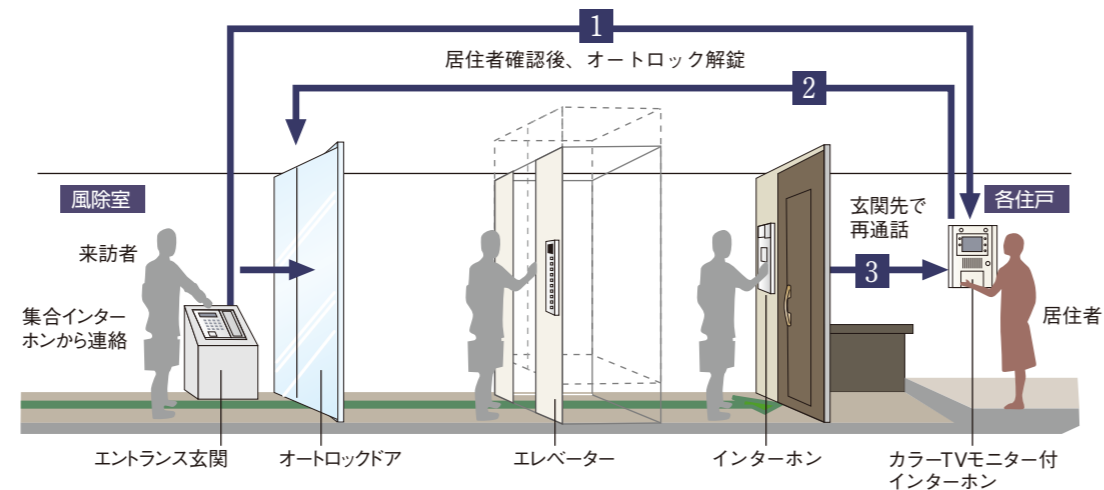 1
居住者確認後、オートロック解錠
2
風除室
来訪者
集合インター
ホンから連絡
玄関先で
再通話
3
各住戸
居住者
エントランス玄関
オートロックドア
エレベーター
インターホン
カラーTVモニター付
インターホン